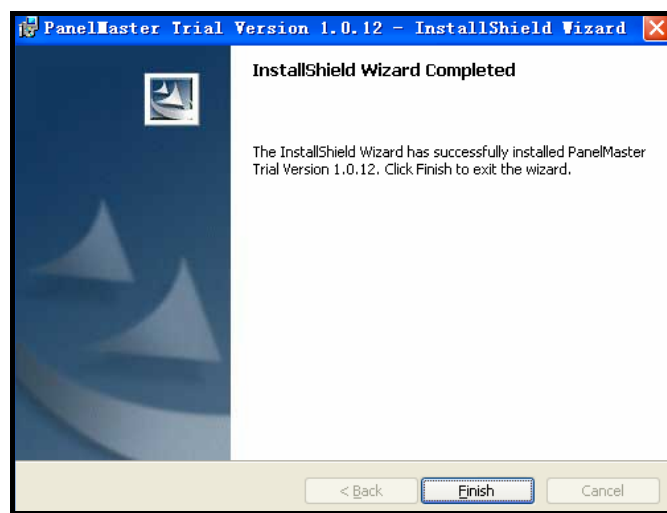 PanelMaster Trial Version 1.0.12 - InstallShield Wizard
InstallShield Wizard Completed
The InstallShield Wizard has successfully installed PanelMaster
Trial Version 1.0.12. Click Finish to exit the wizard.
< Back
Finish
Cancel